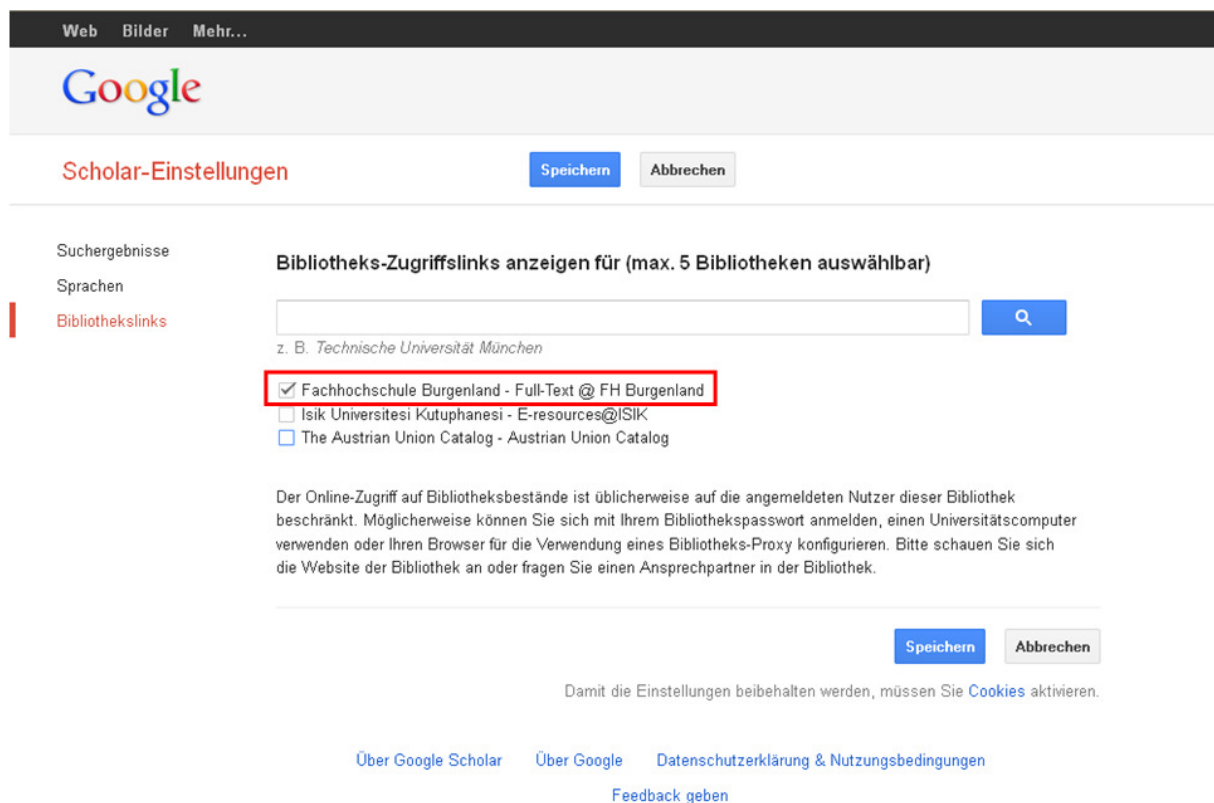 Web Bilder Mehr...
Google
Scholar-Einstellungen Speichern Abbrechen
Suchergebnisse
Sprachen
Bibliothekslinks
Bibliotheks-Zugriffslinks anzeigen für (max. 5 Bibliotheken auswählbar)
z. B. Technische Universität München
Fachhochschule Burgenland - Full-Text @ FH Burgenland
Isik Universitesi Kutuphanesi - E-resources@ISIK
The Austrian Union Catalog - Austrian Union Catalog
Der Online-Zugriff auf Bibliotheksbestände ist üblicherweise auf die angemeldeten Nutzer dieser Bibliothek
beschränkt. Möglicherweise können Sie sich mit Ihrem Bibliothekspasswort anmelden, einen Universitätscomputer
verwenden oder Ihren Browser für die Verwendung eines Bibliotheks-Proxy konfigurieren. Bitte schauen Sie sich
die Website der Bibliothek an oder fragen Sie einen Ansprechpartner in der Bibliothek.
Speichern Abbrechen
Damit die Einstellungen beibehalten werden, müssen Sie Cookies aktivieren.
Über Google Scholar Über Google Datenschutzerklärung & Nutzungsbedingungen
Feedback geben